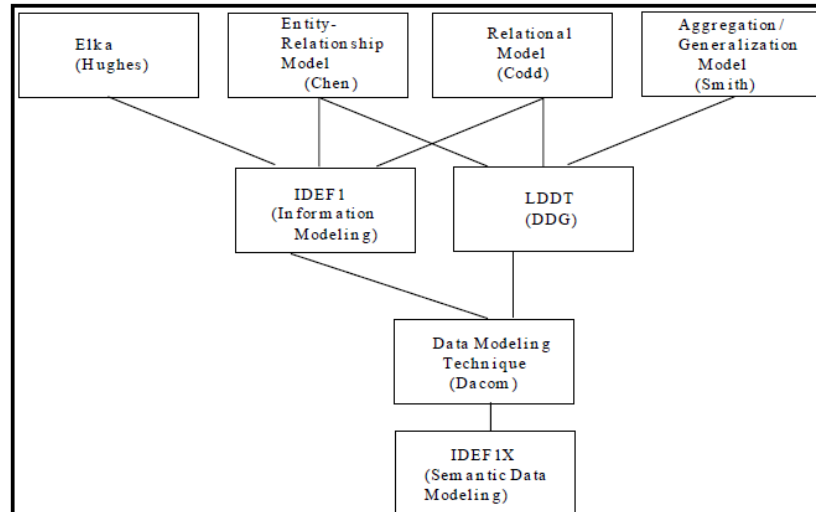 Elka
(Hughes)
Entity-
Relationship
Model
(Chen)
Relational
Model
(Codd)
Aggregation/
Generalization
Model
(Smith)
IDEF1
(Information
Modeling)
LDDT
(DDG)
Data Modeling
Technique
(Dacom)
IDEF1X
(Semantic Data
Modeling)